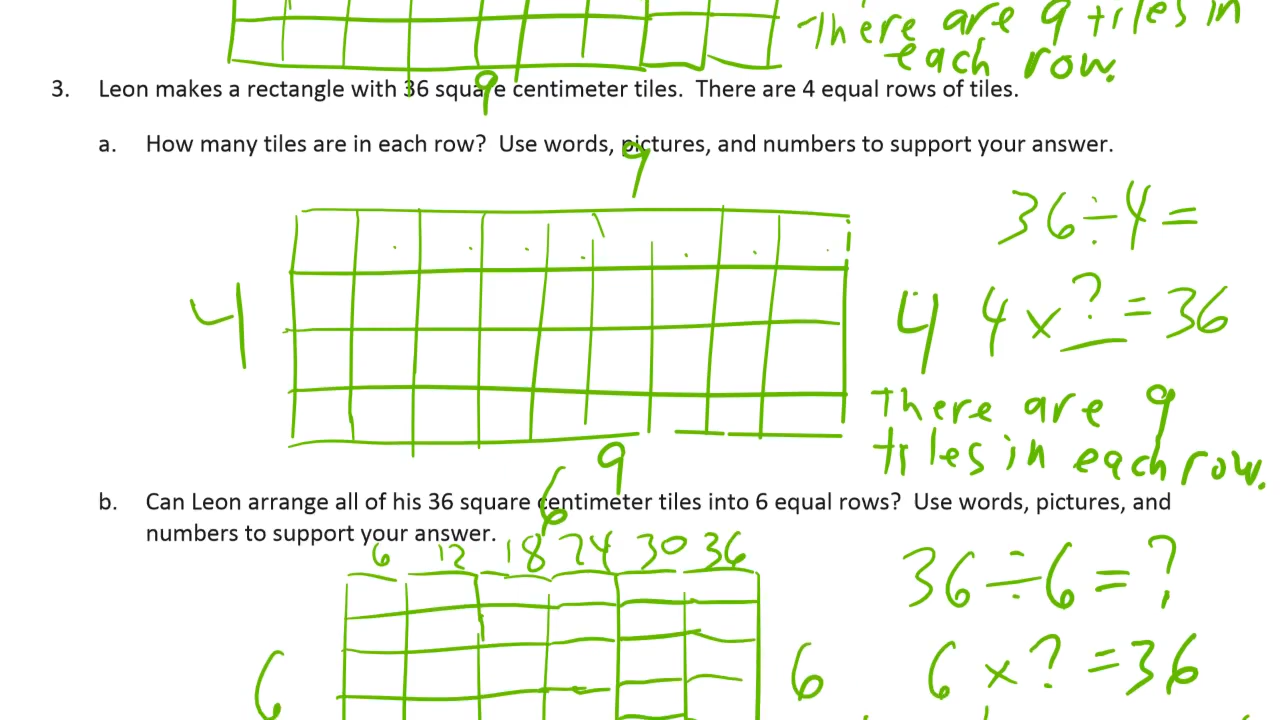 There are 9 tiles in
each row.
9
3. Leon makes a rectangle with 36 square centimeter tiles. There are 4 equal rows of tiles.
a. How many tiles are in each row? Use words, pictures, and numbers to support your answer.
9
36 ÷ 4 =
4
4 4 x ? = 36
There are 9
tiles in each row.
9
b. Can Leon arrange all of his 36 square centimeter tiles into 6 equal rows? Use words, pictures, and
numbers to support your answer.
6
6 12 18 24 30 36
36 ÷ 6 = ?
6 6 6 x ? = 36